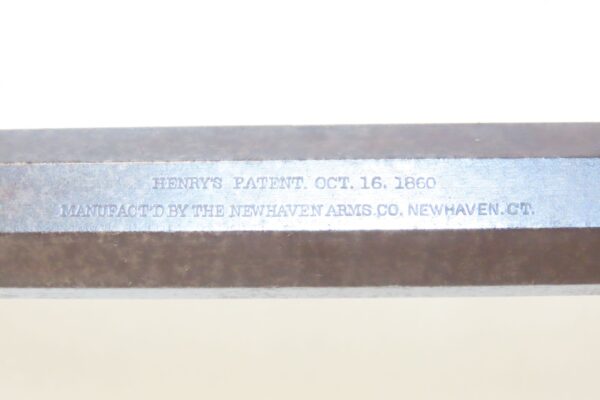 HENRY'S PATENT. OCT. 16. 1860
MANUFACT'D BY THE NEWHAVEN ARMS. CO. NEWHAVEN. CT.